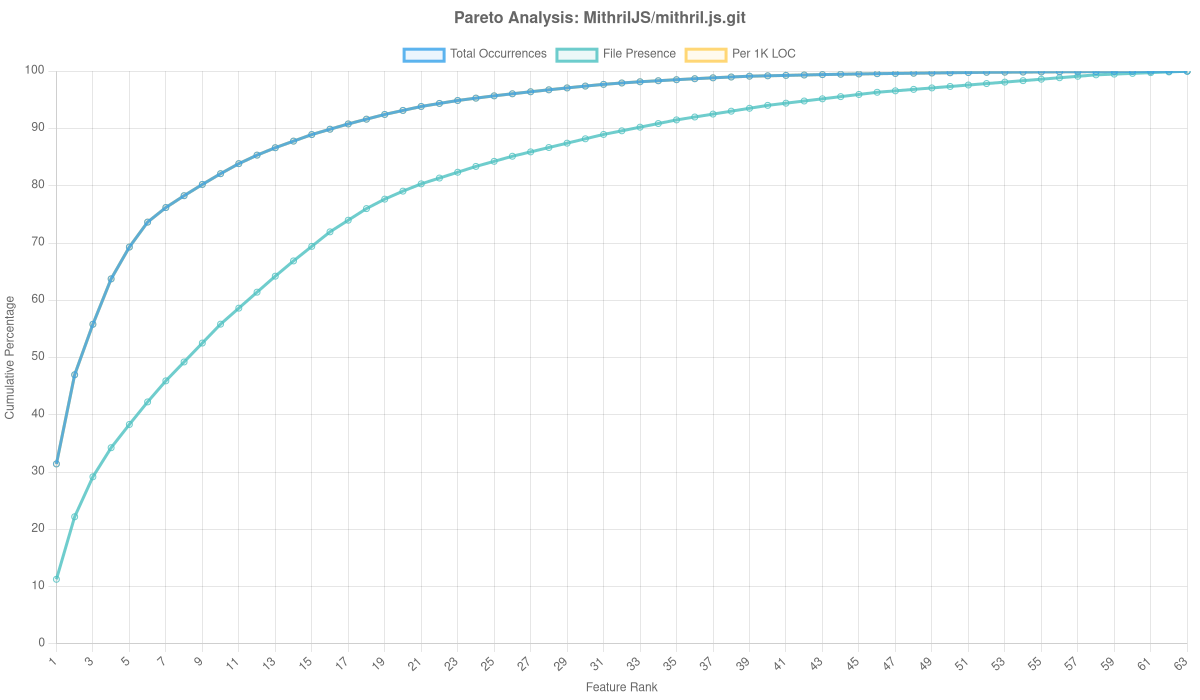 Pareto Analysis: MithrilJS/mithril.js.git
Total Occurrences File Presence Per 1K LOC
100
90
80
70
60
50
40
30
20
10
0
Cumulative Percentage
1 3 5 7 9 11 13 15 17 19 21 23 25 27 29 31 33 35 37 39 41 43 45 47 49 51 53 55 57 59 61 63
Feature Rank